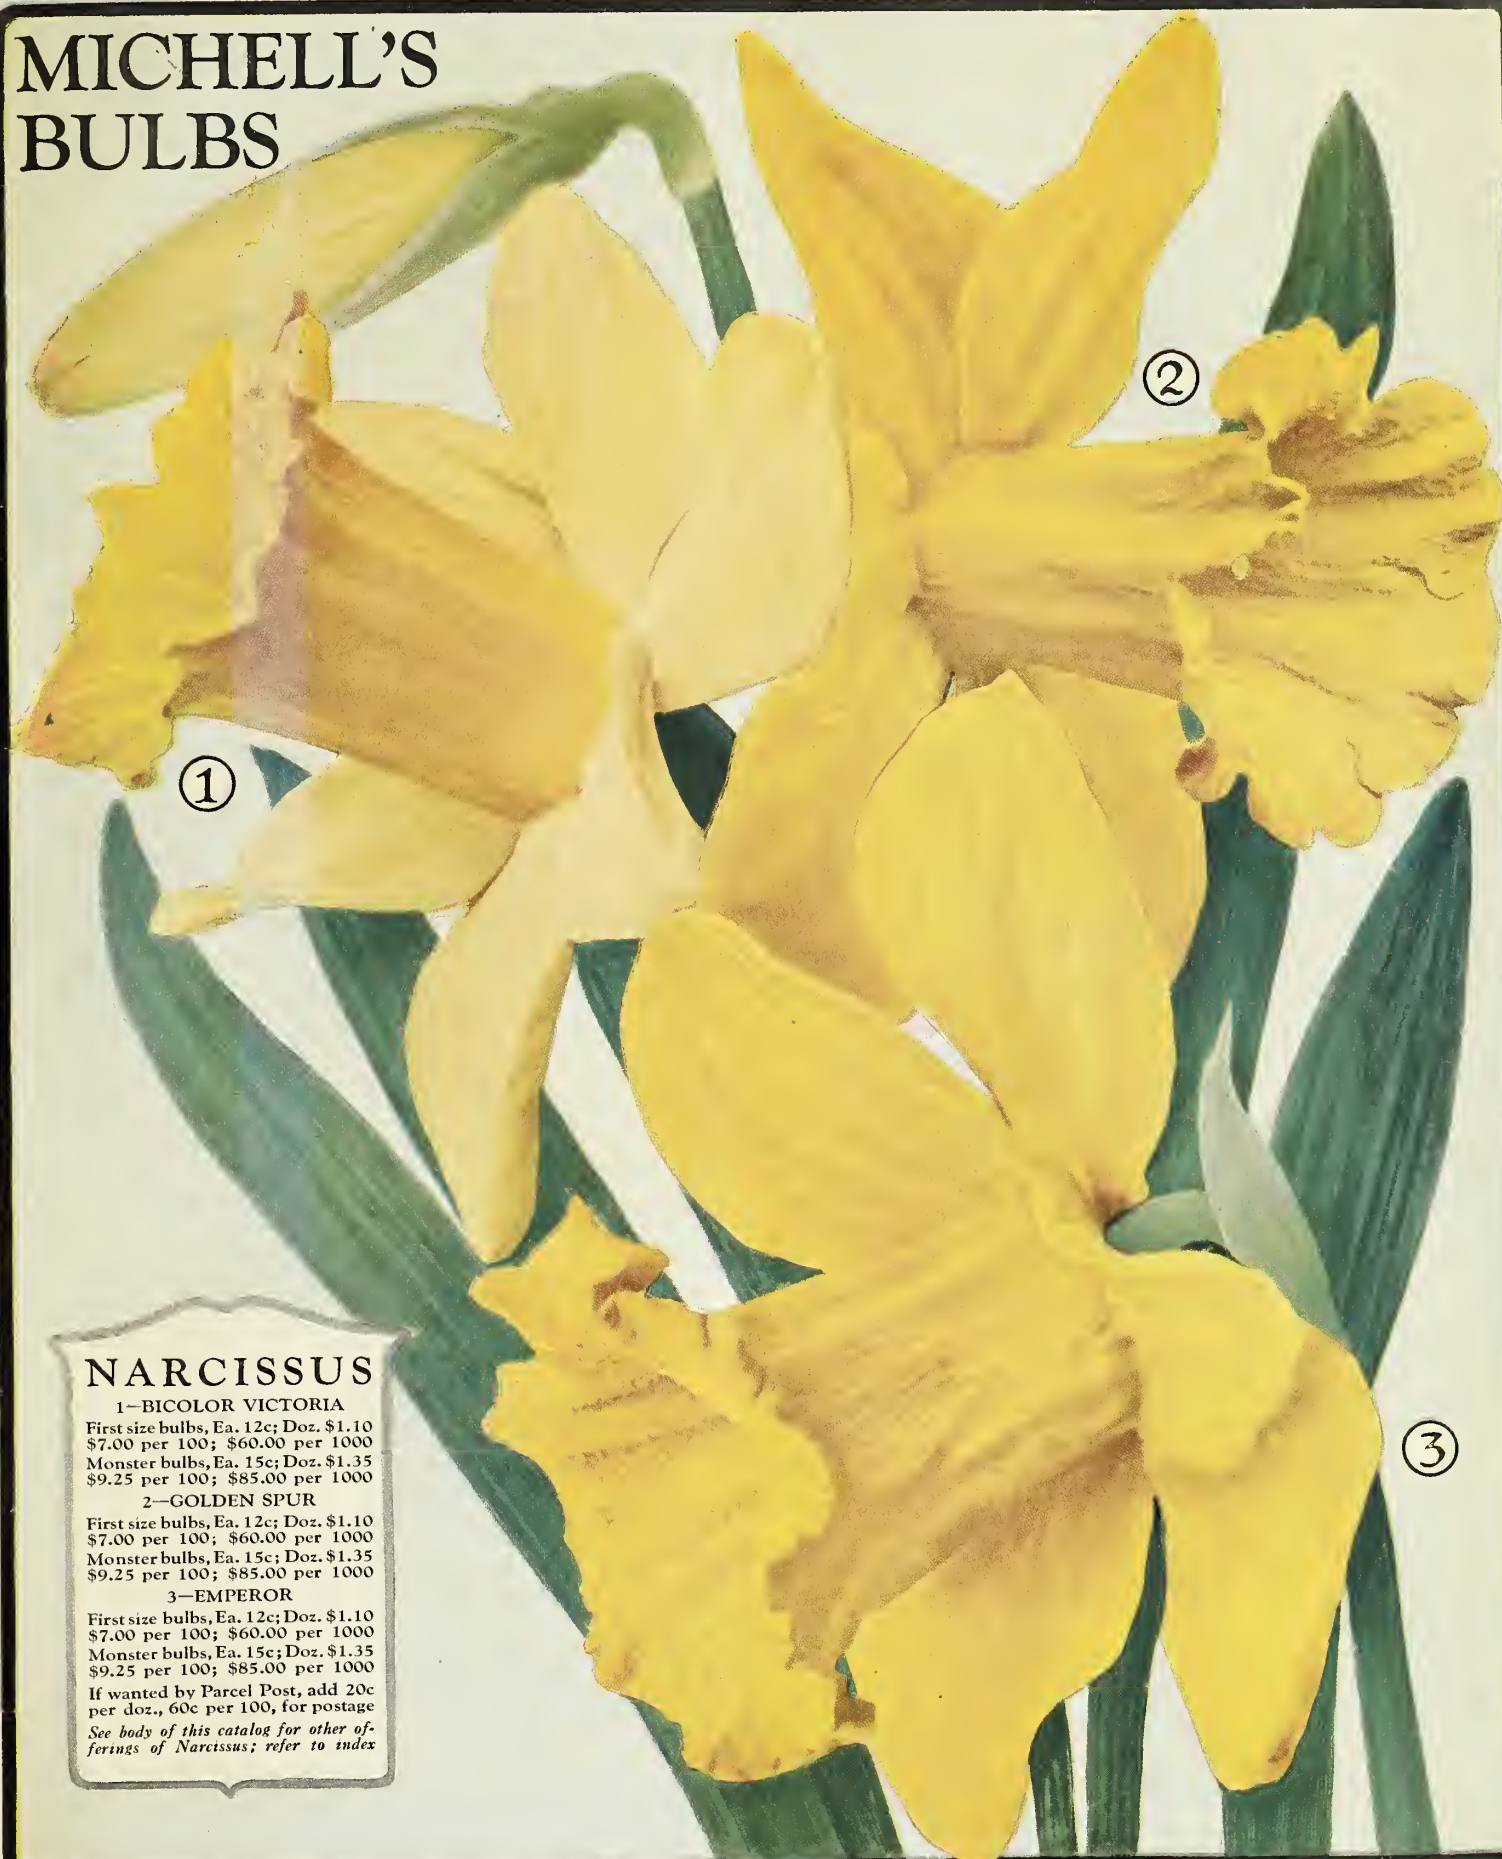 MICHELL'S
BULBS
②
①
③
NARCISSUS
1—BICOLOR VICTORIA
First size bulbs, Ea. 12c; Doz. $1.10
$7.00 per 100; $60.00 per 1000
Monster bulbs, Ea. 15c; Doz. $1.35
$9.25 per 100; $85.00 per 1000
2—GOLDEN SPUR
First size bulbs, Ea. 12c; Doz. $1.10
$7.00 per 100; $60.00 per 1000
Monster bulbs, Ea. 15c; Doz. $1.35
$9.25 per 100; $85.00 per 1000
3—EMPEROR
First size bulbs, Ea. 12c; Doz. $1.10
$7.00 per 100; $60.00 per 1000
Monster bulbs, Ea. 15c; Doz. $1.35
$9.25 per 100; $85.00 per 1000
If wanted by Parcel Post, add 20c
per doz., 60c per 100, for postage
See body of this catalog for other of-
ferings of Narcissus; refer to index